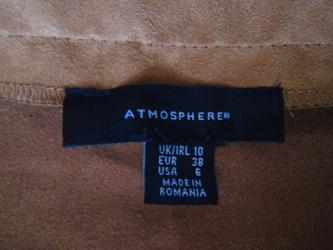 ATMOSPHERE®
UK/IRL 10
EUR 38
USA 6
MADE IN
ROMANIA